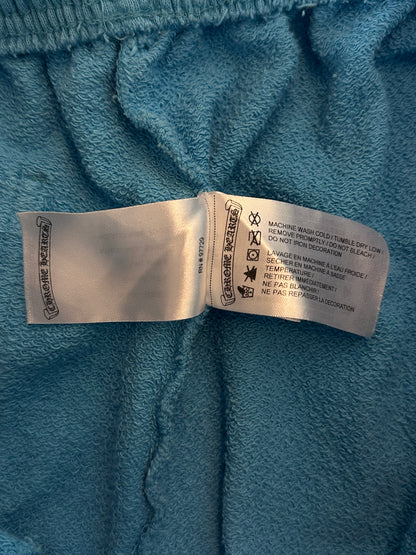 CHROME HEARTS
RN # 97729
CHROME HEARTS
MACHINE WASH COLD / TUMBLE DRY LOW /
REMOVE PROMPTLY / DO NOT BLEACH /
DO NOT IRON DECORATION
LAVAGE EN MACHINE À L'EAU FROIDE /
SÉCHER EN MACHINE À BASSE
TEMPÉRATURE /
RETIRER IMMÉDIATEMENT /
NE PAS BLANCHIR /
NE PAS REPASSER LA DÉCORATION